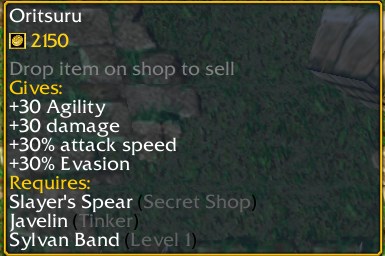 Oritsuru
2150
Drop item on shop to sell
Gives:
+30 Agility
+30 damage
+30% attack speed
+30% Evasion
Requires:
Slayer's Spear (Secret Shop)
Javelin (Tinker)
Sylvan Band (Level 1)